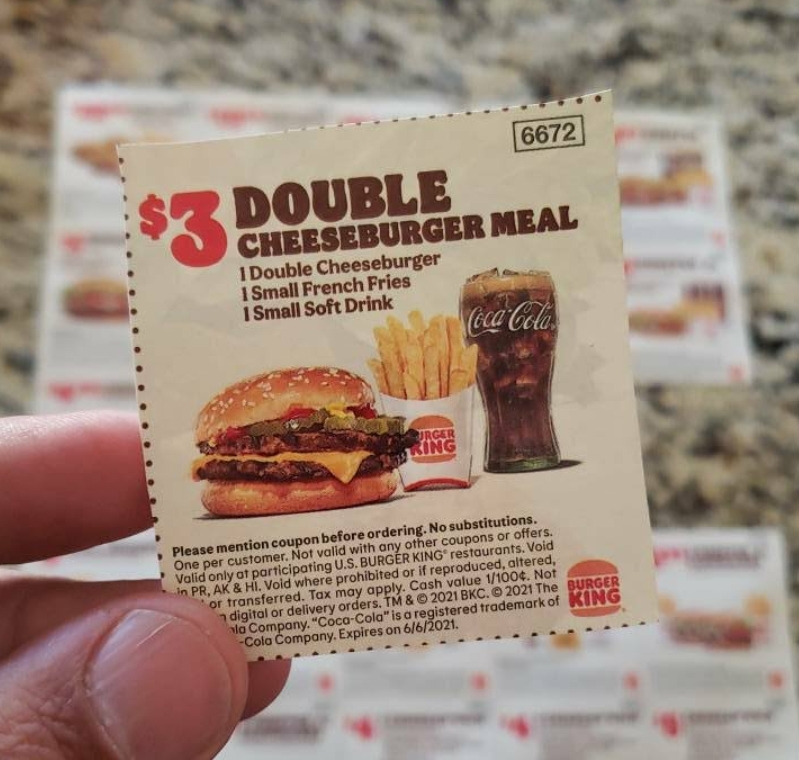 6672
$3 DOUBLE
CHEESEBURGER MEAL
1 Double Cheeseburger
1 Small French Fries
1 Small Soft Drink
Coca-Cola
URGER
KING
Please mention coupon before ordering. No substitutions.
One per customer. Not valid with any other coupons or offers.
Valid only at participating U.S. BURGER KING® restaurants. Void
in PR, AK & HI. Void where prohibited or if reproduced, altered,
or transferred. Tax may apply. Cash value 1/100¢. Not
digital or delivery orders. TM & © 2021 BKC. © 2021 The
Company. "Coca-Cola" is a registered trademark of
-Cola Company. Expires on 6/6/2021.
BURGER
KING